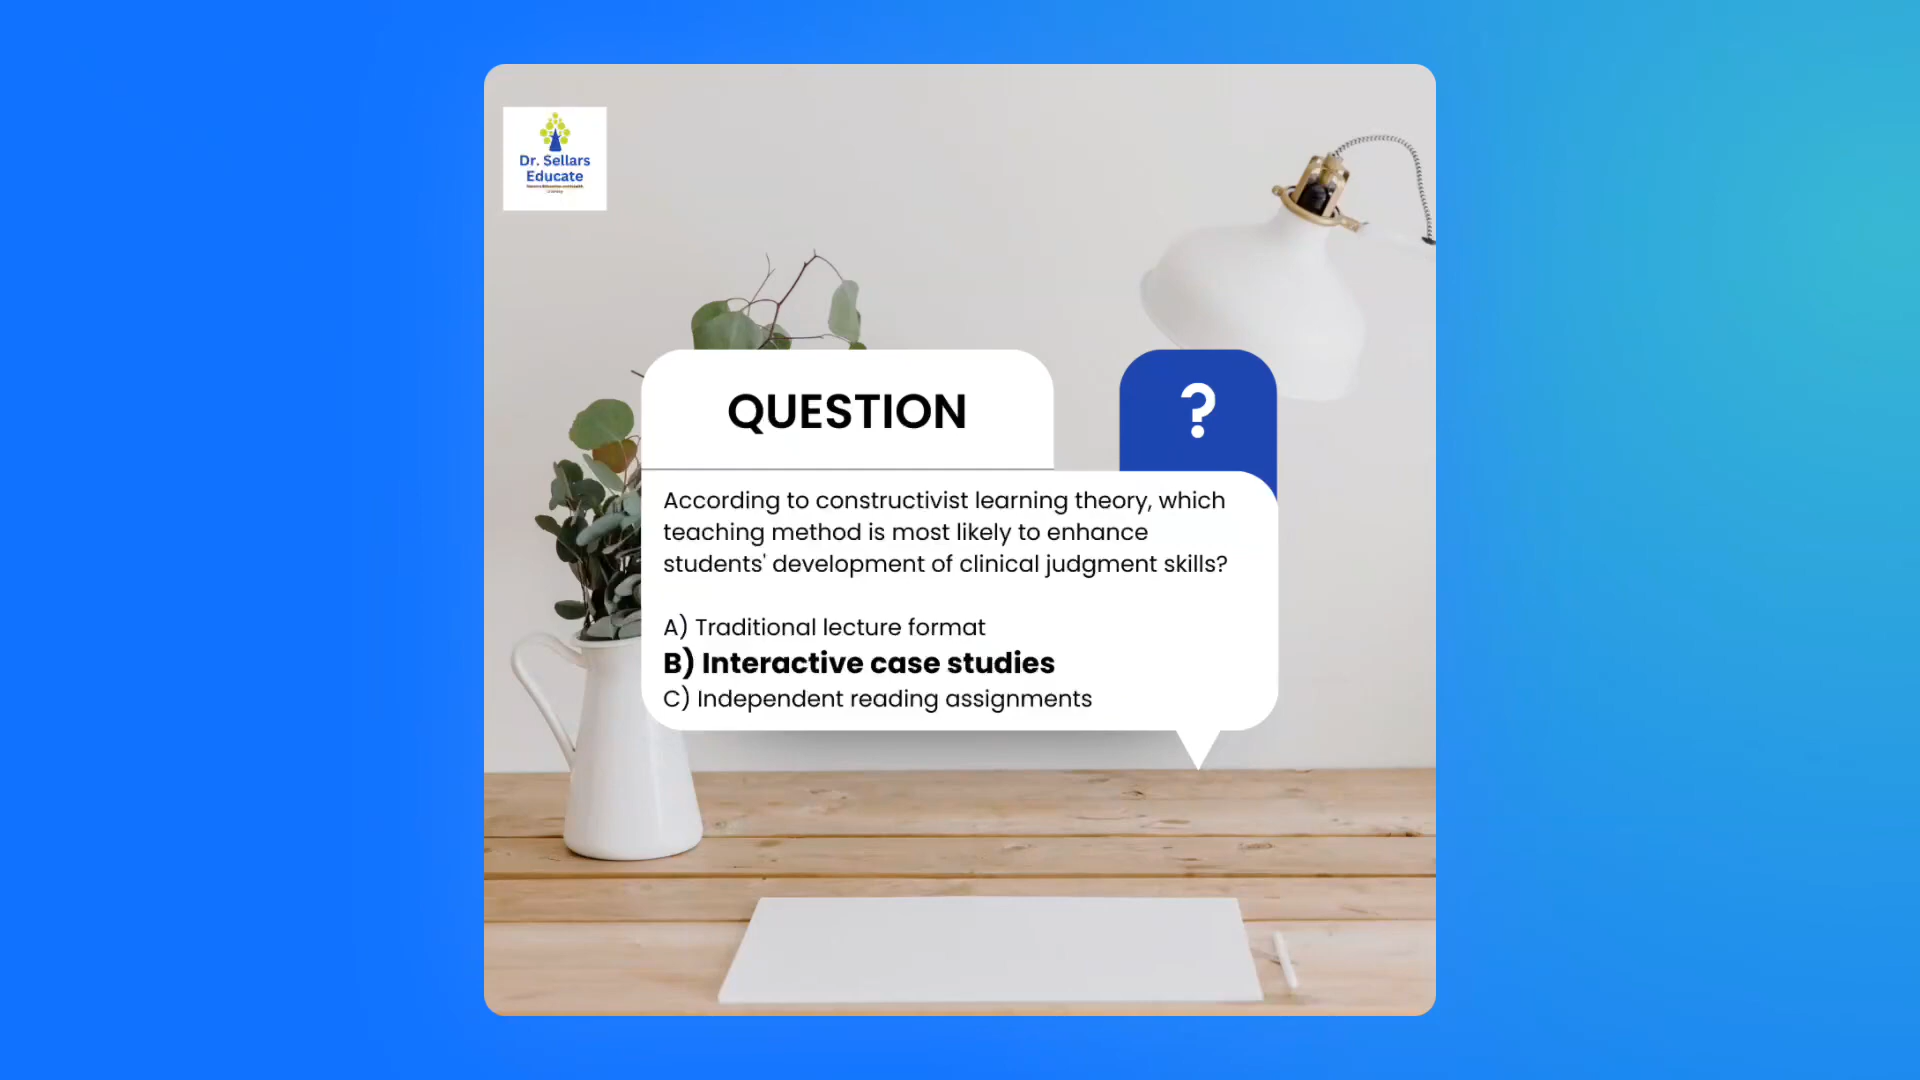 Dr. Sellars
Educate
QUESTION
?
According to constructivist learning theory, which
teaching method is most likely to enhance
students' development of clinical judgment skills?
A) Traditional lecture format
B) Interactive case studies
C) Independent reading assignments